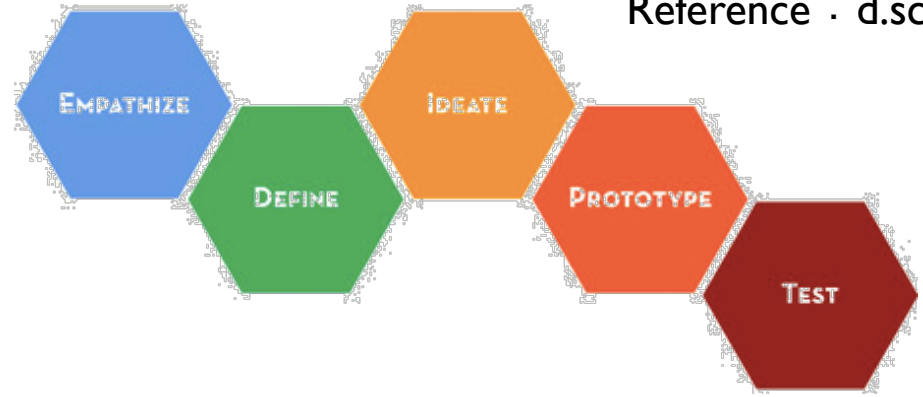 Reference · d.sc
EMPATHIZE
IDEATE
DEFINE
PROTOTYPE
TEST